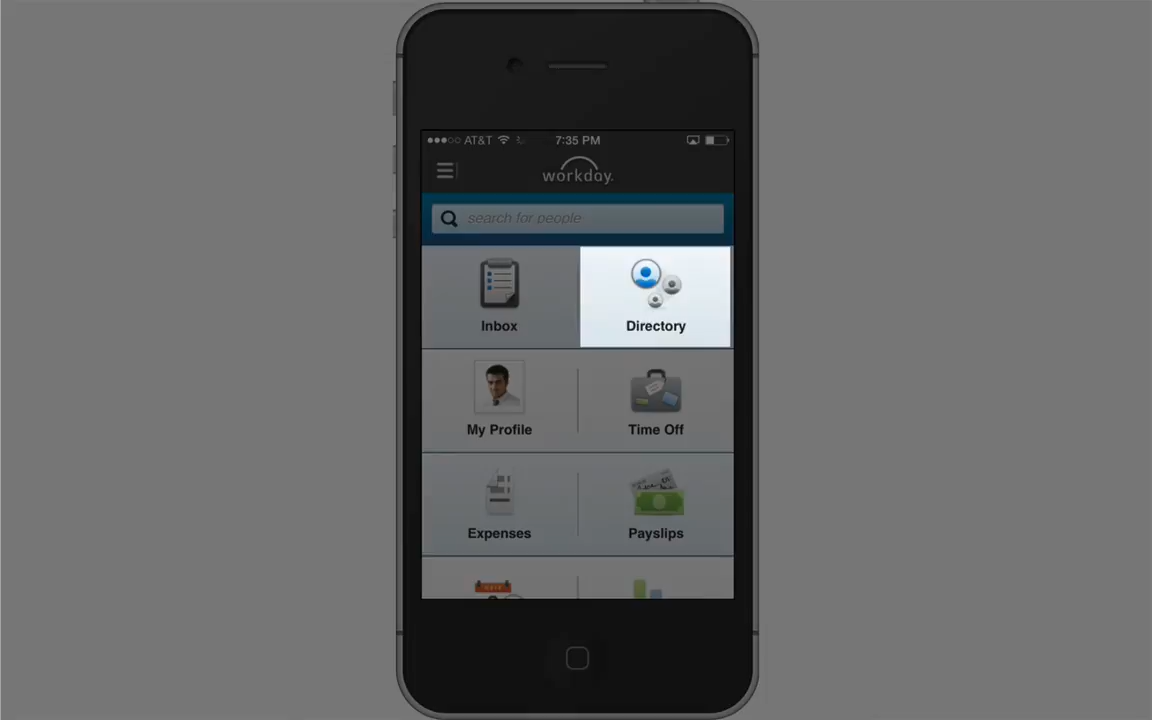 AT&T 7:35 PM
workday.
search for people
Inbox Directory
My Profile Time Off
Expenses Payslips